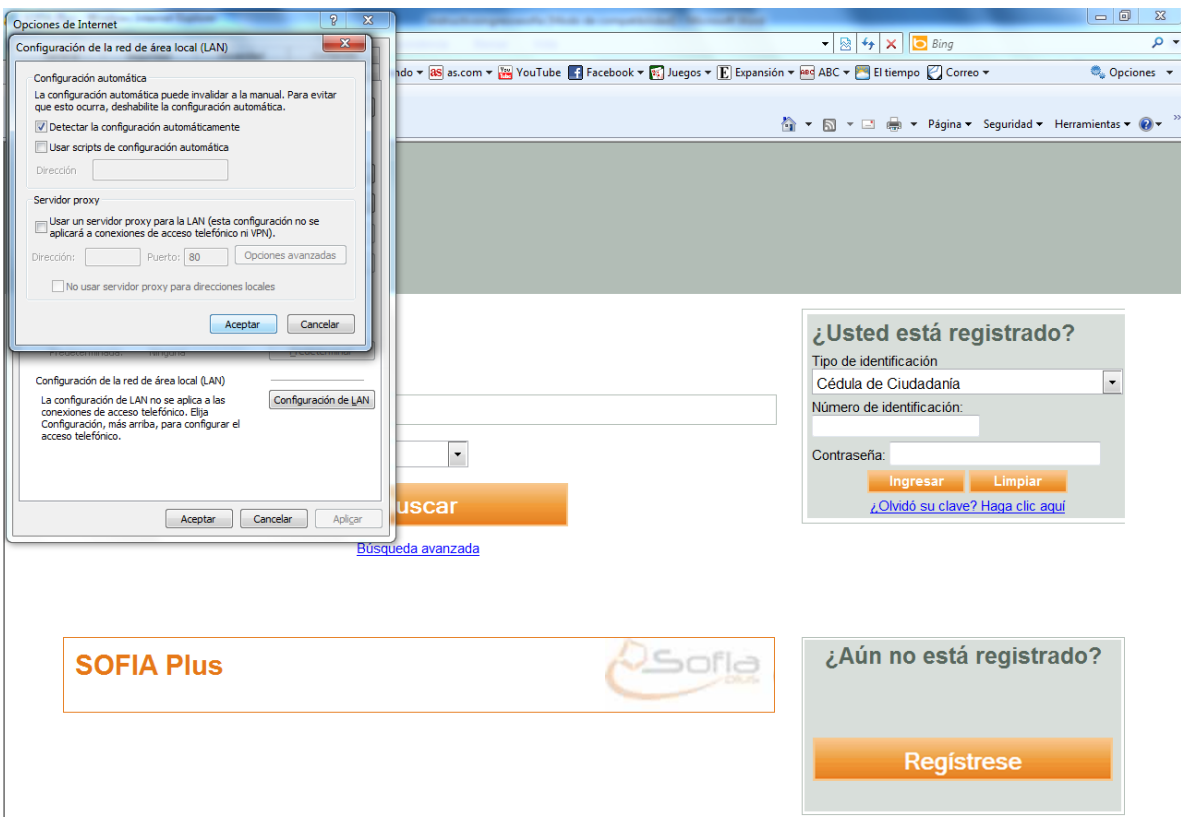 Opciones de Internet
Configuración de la red de área local (LAN)
Configuración automática
La configuración automática puede invalidar a la manual. Para evitar
que esto ocurra, deshabilite la configuración automática.
Detectar la configuración automáticamente
Usar scripts de configuración automática
Dirección
Servidor proxy
Usar un servidor proxy para la LAN (esta configuración no se
aplicará a conexiones de acceso telefónico ni VPN).
Dirección:
Puerto: 80
Opciones avanzadas
No usar servidor proxy para direcciones locales
Aceptar
Cancelar
Predeterminada: Ninguna
Configuración de la red de área local (LAN)
La configuración de LAN no se aplica a las
conexiones de acceso telefónico. Elija
Configuración, más arriba, para configurar el
acceso telefónico.
Configuración de LAN
Aceptar
Cancelar
Aplicar
Bing
ndo as as.com You YouTube f Facebook Juegos E Expansión ABC ABC El tiempo Correo Opciones
Página Seguridad Herramientas
uscar
Búsqueda avanzada
¿Usted está registrado?
Tipo de identificación
Cédula de Ciudadanía
Número de identificación:
Contraseña:
Ingresar
Limpiar
¿Olvidó su clave? Haga clic aquí
SOFIA Plus
Sofia
plus
¿Aún no está registrado?
Regístrese